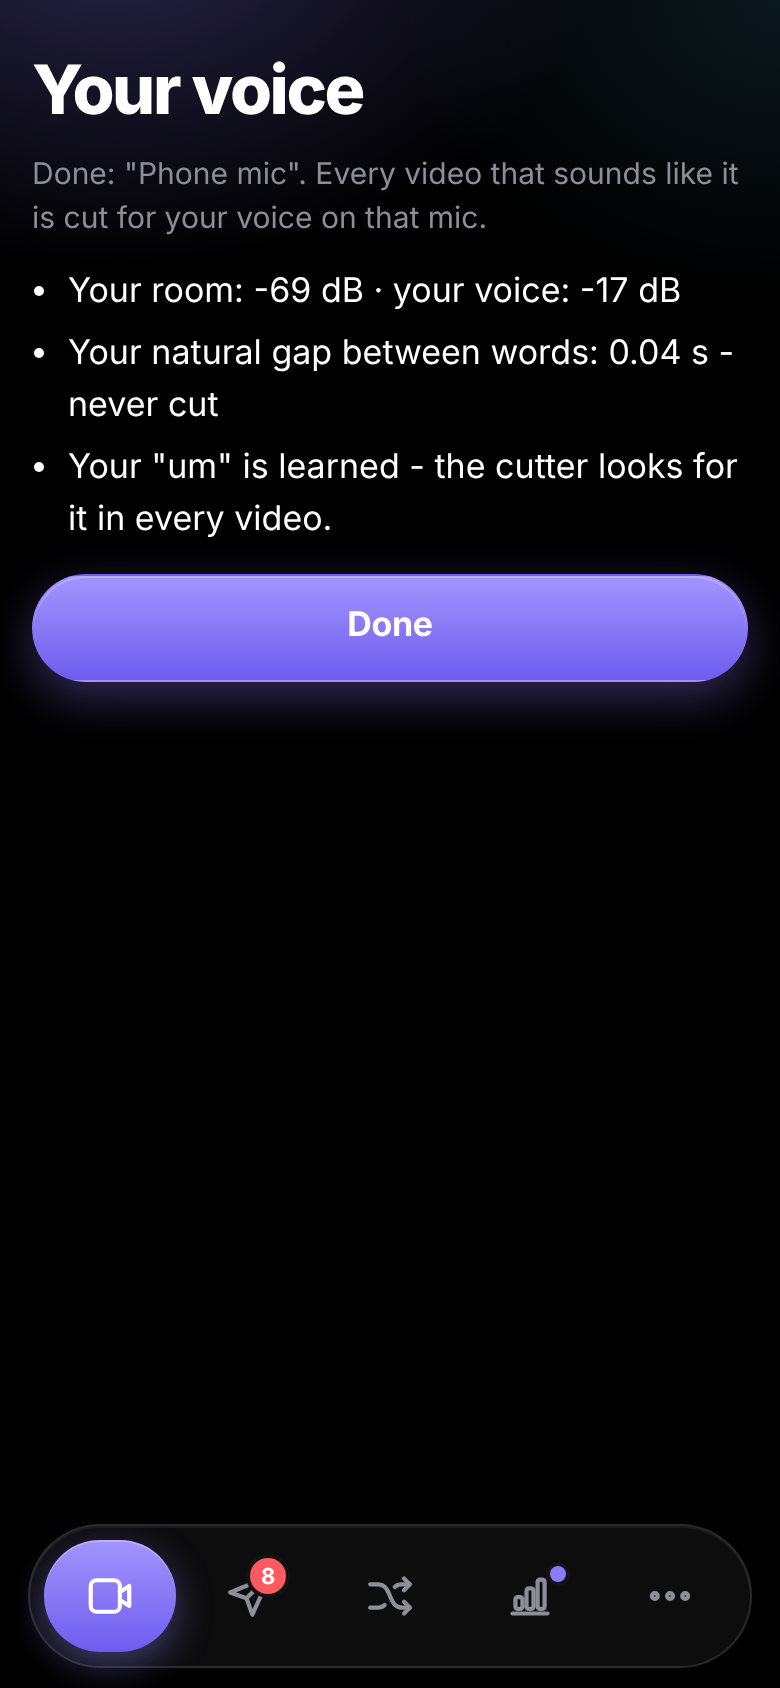 Your voice
Done: "Phone mic". Every video that sounds like it
is cut for your voice on that mic.
• Your room: -69 dB · your voice: -17 dB
• Your natural gap between words: 0.04 s -
never cut
• Your "um" is learned - the cutter looks for
it in every video.
Done
8